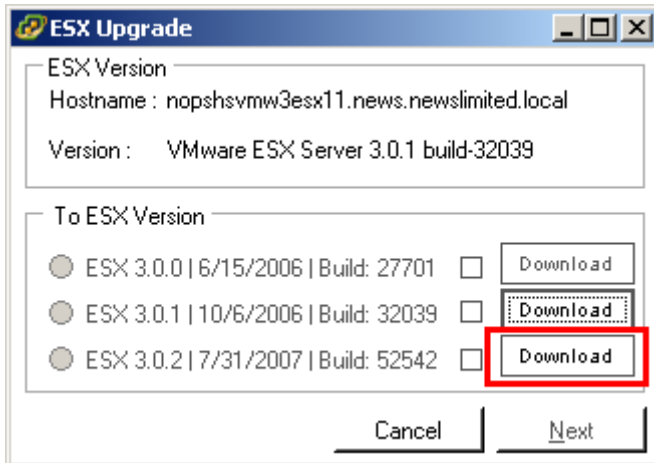 ESX Upgrade
ESX Version
Hostname : nopshsvmw3esx11.news.newslimited.local
Version : VMware ESX Server 3.0.1 build-32039
To ESX Version
ESX 3.0.0 | 6/15/2006 | Build: 27701 Download
ESX 3.0.1 | 10/6/2006 | Build: 32039 Download
ESX 3.0.2 | 7/31/2007 | Build: 52542 Download
Cancel Next